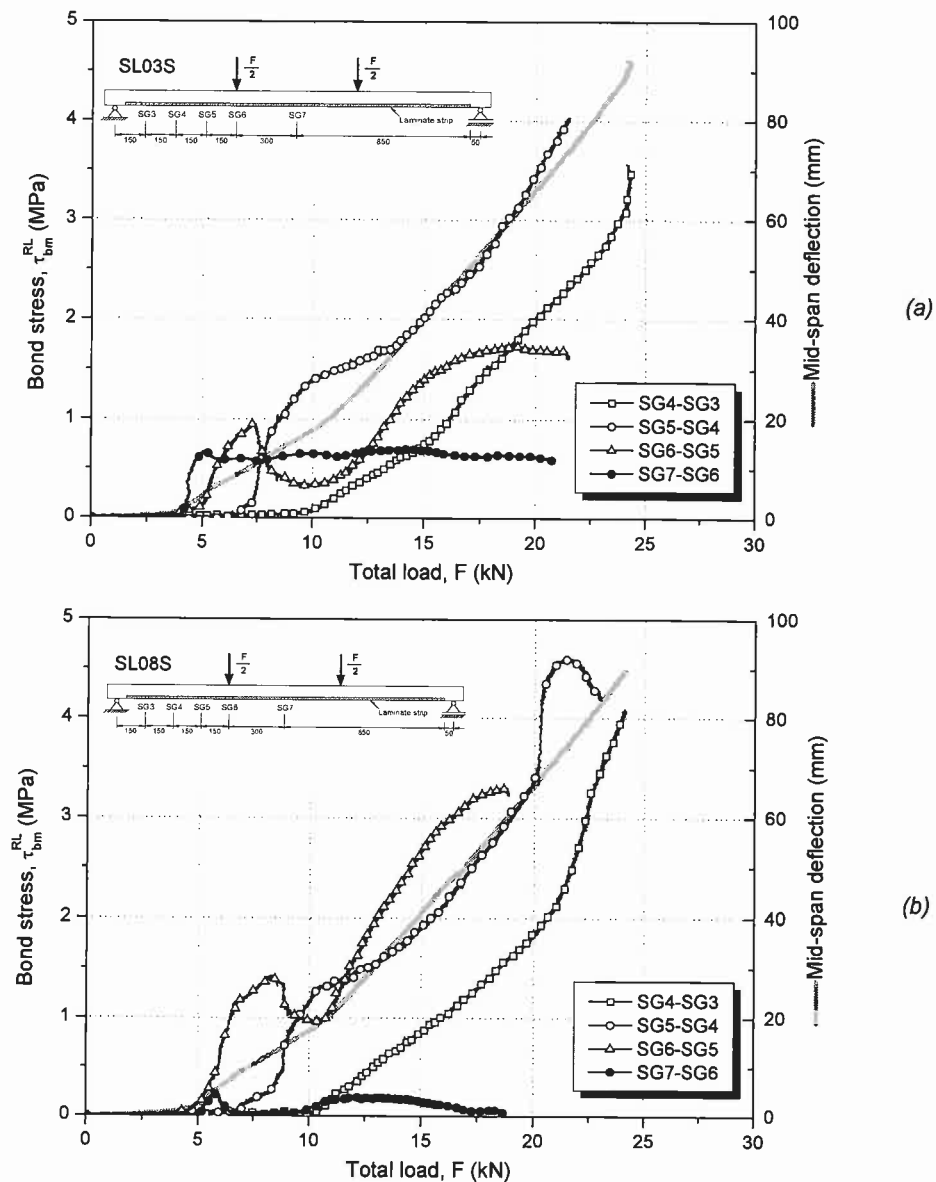 (a)
SL03S
F
2
F
2
SG3 SG4 SG5 SG6 SG7
Laminate strip
150 150 150 150 300 850 50
Bond stress, τ_bm^RL (MPa)
5
4
3
2
1
0
0 5 10 15 20 25 30
Total load, F (kN)
100
80
60
40
20
0
Mid-span deflection (mm)
SG4-SG3
SG5-SG4
SG6-SG5
SG7-SG6
(b)
SL08S
F
2
F
2
SG3 SG4 SG5 SG6 SG7
Laminate strip
150 150 150 150 300 850 50
Bond stress, τ_bm^RL (MPa)
5
4
3
2
1
0
0 5 10 15 20 25 30
Total load, F (kN)
100
80
60
40
20
0
Mid-span deflection (mm)
SG4-SG3
SG5-SG4
SG6-SG5
SG7-SG6